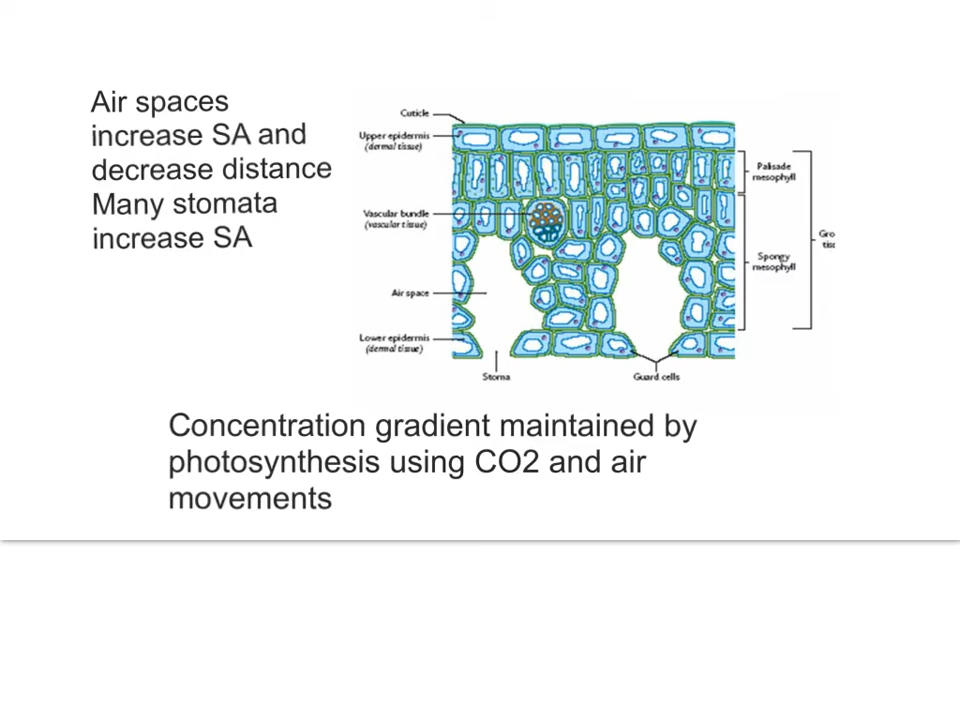 Air spaces
increase SA and
decrease distance
Many stomata
increase SA
Cuticle
Upper epidermis
(dermal tissue)
Palisade
mesophyll
Vascular bundle
(vascular tissue)
Gro
tiss
Spongy
mesophyll
Air space
Lower epidermis
(dermal tissue)
Stoma
Guard cells
Concentration gradient maintained by
photosynthesis using CO2 and air
movements